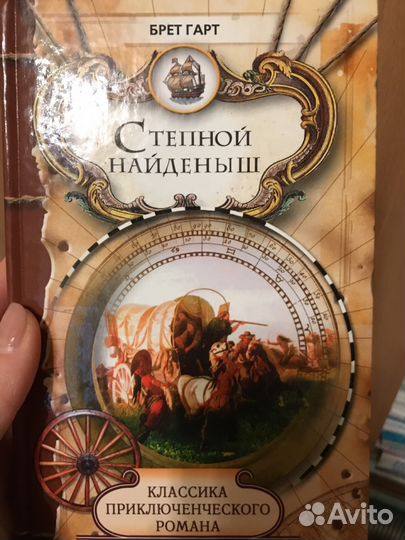 БРЕТ ГАРТ
СТЕПНОЙ
НАЙДЕНЫШ
КЛАССИКА
ПРИКЛЮЧЕНЧЕСКОГО
РОМАНА
Avito